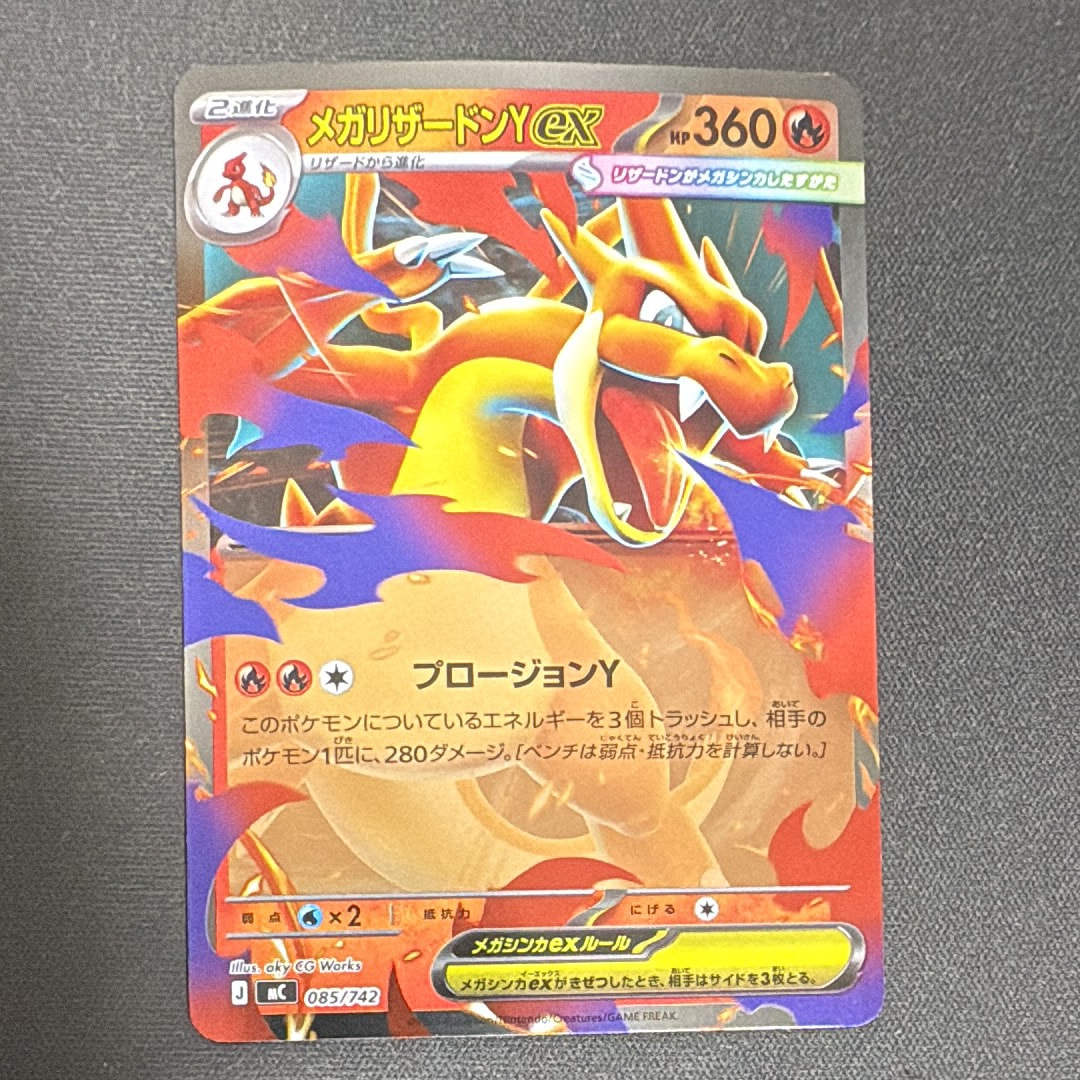 2進化
メガリザードンYex
HP360
リザードから進化
リザードンがメガシンカしたすがた
プロージョンY
このポケモンについているエネルギーを3個トラッシュし、相手の
ポケモン1匹に、280ダメージ。[ベンチは弱点・抵抗力を計算しない。]
弱点 ×2 抵抗力 にげる
メガシンカexルール
メガシンカexがきぜつしたとき、相手はサイドを3枚とる。
Illus. aky CG Works
J MC 085/742
/Nintendo/Creatures/GAME FREAK.